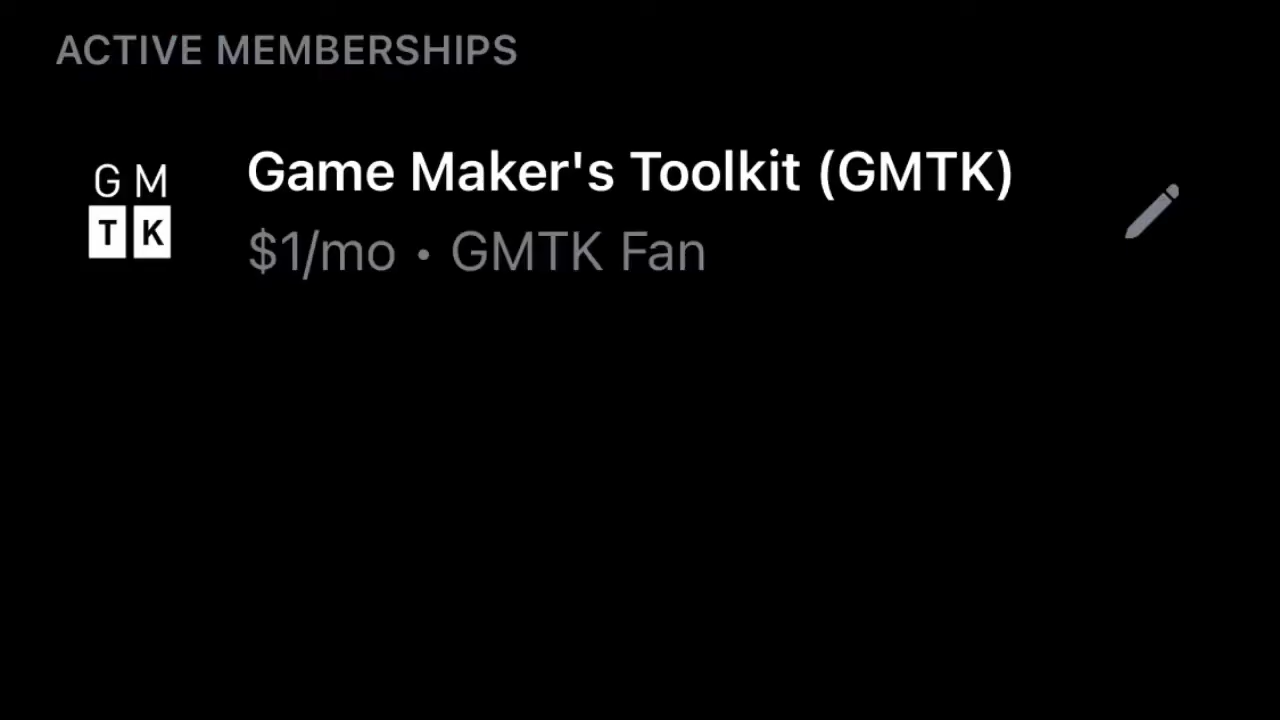 ACTIVE MEMBERSHIPS
G M
T K
Game Maker's Toolkit (GMTK)
$1/mo • GMTK Fan